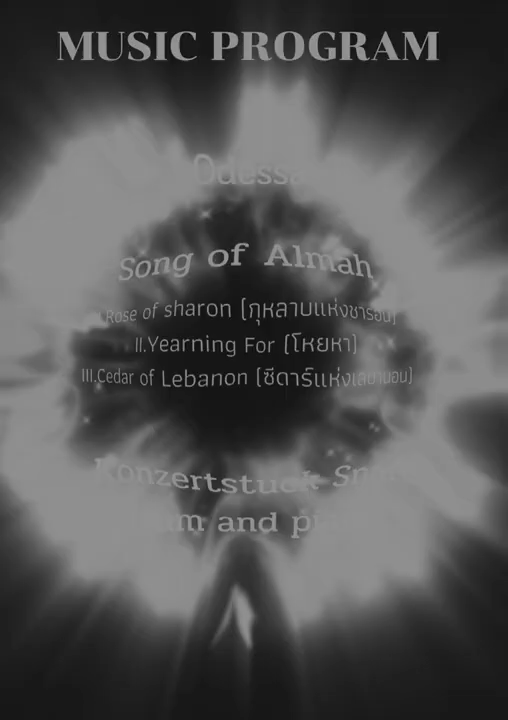 MUSIC PROGRAM
Odessa
Song of Almah
I.Rose of sharon (กุหลาบแห่งชารอน)
II.Yearning For (โหยหา)
III.Cedar of Lebanon (ซีดาร์แห่งเลบานอน)
Konzertstuck
and